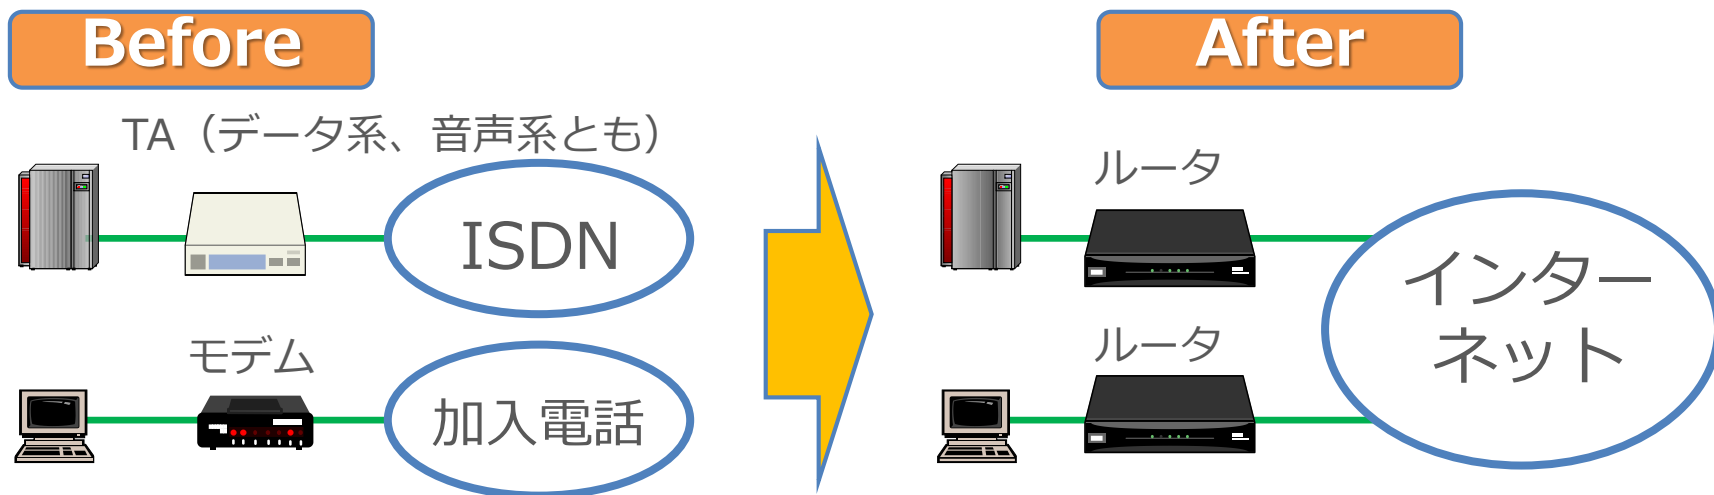 Before
TA（データ系、音声系とも）
ISDN
モデム
加入電話
After
ルータ
ルータ
インター
ネット